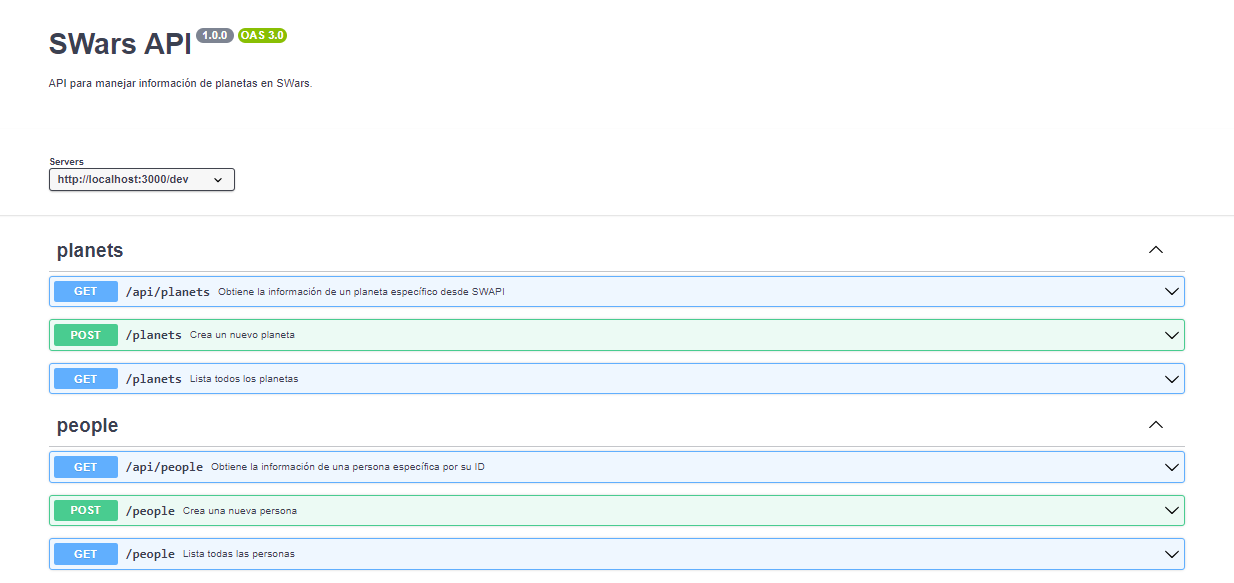 SWars API 1.0.0 OAS 3.0
API para manejar información de planetas en SWars.
Servers
http://localhost:3000/dev
planets
GET /api/planets Obtiene la información de un planeta específico desde SWAPI
POST /planets Crea un nuevo planeta
GET /planets Lista todos los planetas
people
GET /api/people Obtiene la información de una persona específica por su ID
POST /people Crea una nueva persona
GET /people Lista todas las personas